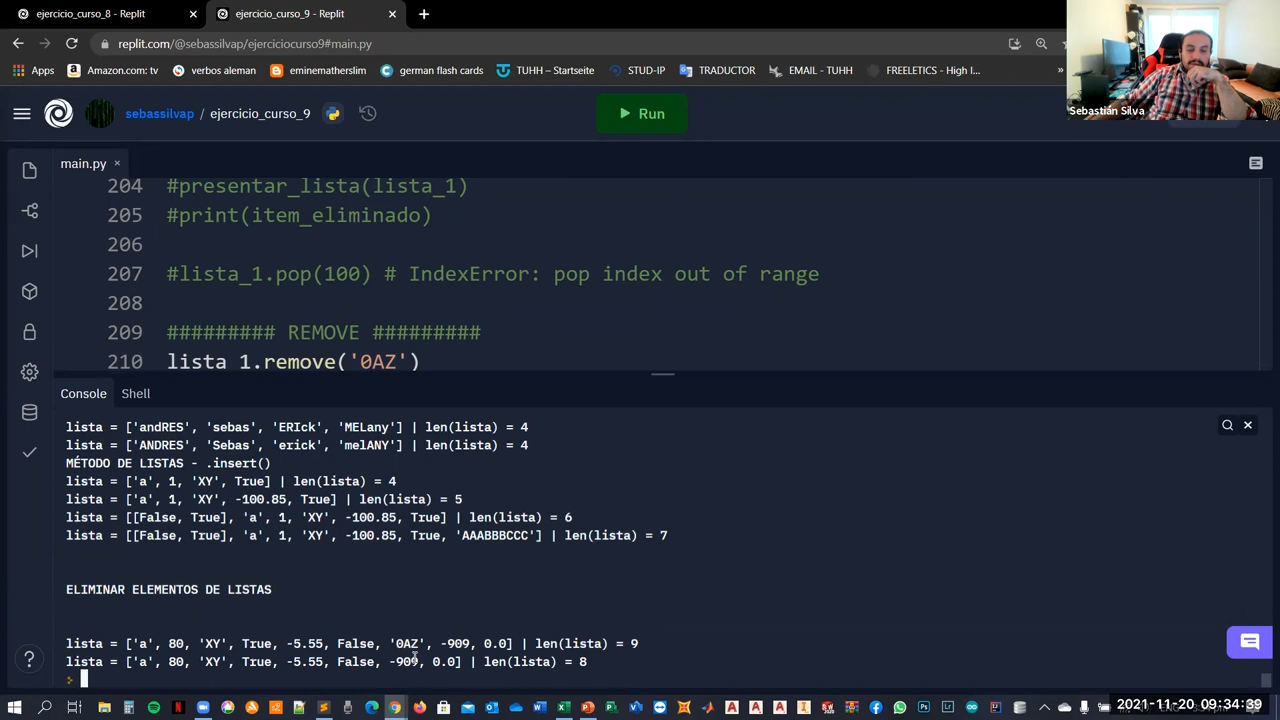 ejercicio_curso_8 - Replit
ejercicio_curso_9 - Replit
replit.com/@sebassilvap/ejerciciocurso9#main.py
Apps
Amazon.com: tv
verbos aleman
eminematherslim
germany flash cards
TUHH – Startseite
STUD-IP
TRADUCTOR
EMAIL - TUHH
FREELETICS - High I...
»
Sebastián Silva
sebassilvap / ejercicio_curso_9
Run
main.py
204 #presentar_lista(lista_1)
205 #print(item_eliminado)
206
207 #lista_1.pop(100) # IndexError: pop index out of range
208
209 ######### REMOVE #########
210 lista_1.remove('0AZ')
Console
Shell
lista = ['andRES', 'sebas', 'ERIck', 'MELany'] | len(lista) = 4
lista = ['ANDRES', 'Sebas', 'erick', 'melANY'] | len(lista) = 4
MÉTODO DE LISTAS - .insert()
lista = ['a', 1, 'XY', True] | len(lista) = 4
lista = ['a', 1, 'XY', -100.85, True] | len(lista) = 5
lista = [[False, True], 'a', 1, 'XY', -100.85, True] | len(lista) = 6
lista = [[False, True], 'a', 1, 'XY', -100.85, True, 'AAABBBCCC'] | len(lista) = 7
ELIMINAR ELEMENTOS DE LISTAS
lista = ['a', 80, 'XY', True, -5.55, False, '0AZ', -909, 0.0] | len(lista) = 9
lista = ['a', 80, 'XY', True, -5.55, False, -909, 0.0] | len(lista) = 8
2021-11-20 09:34:39